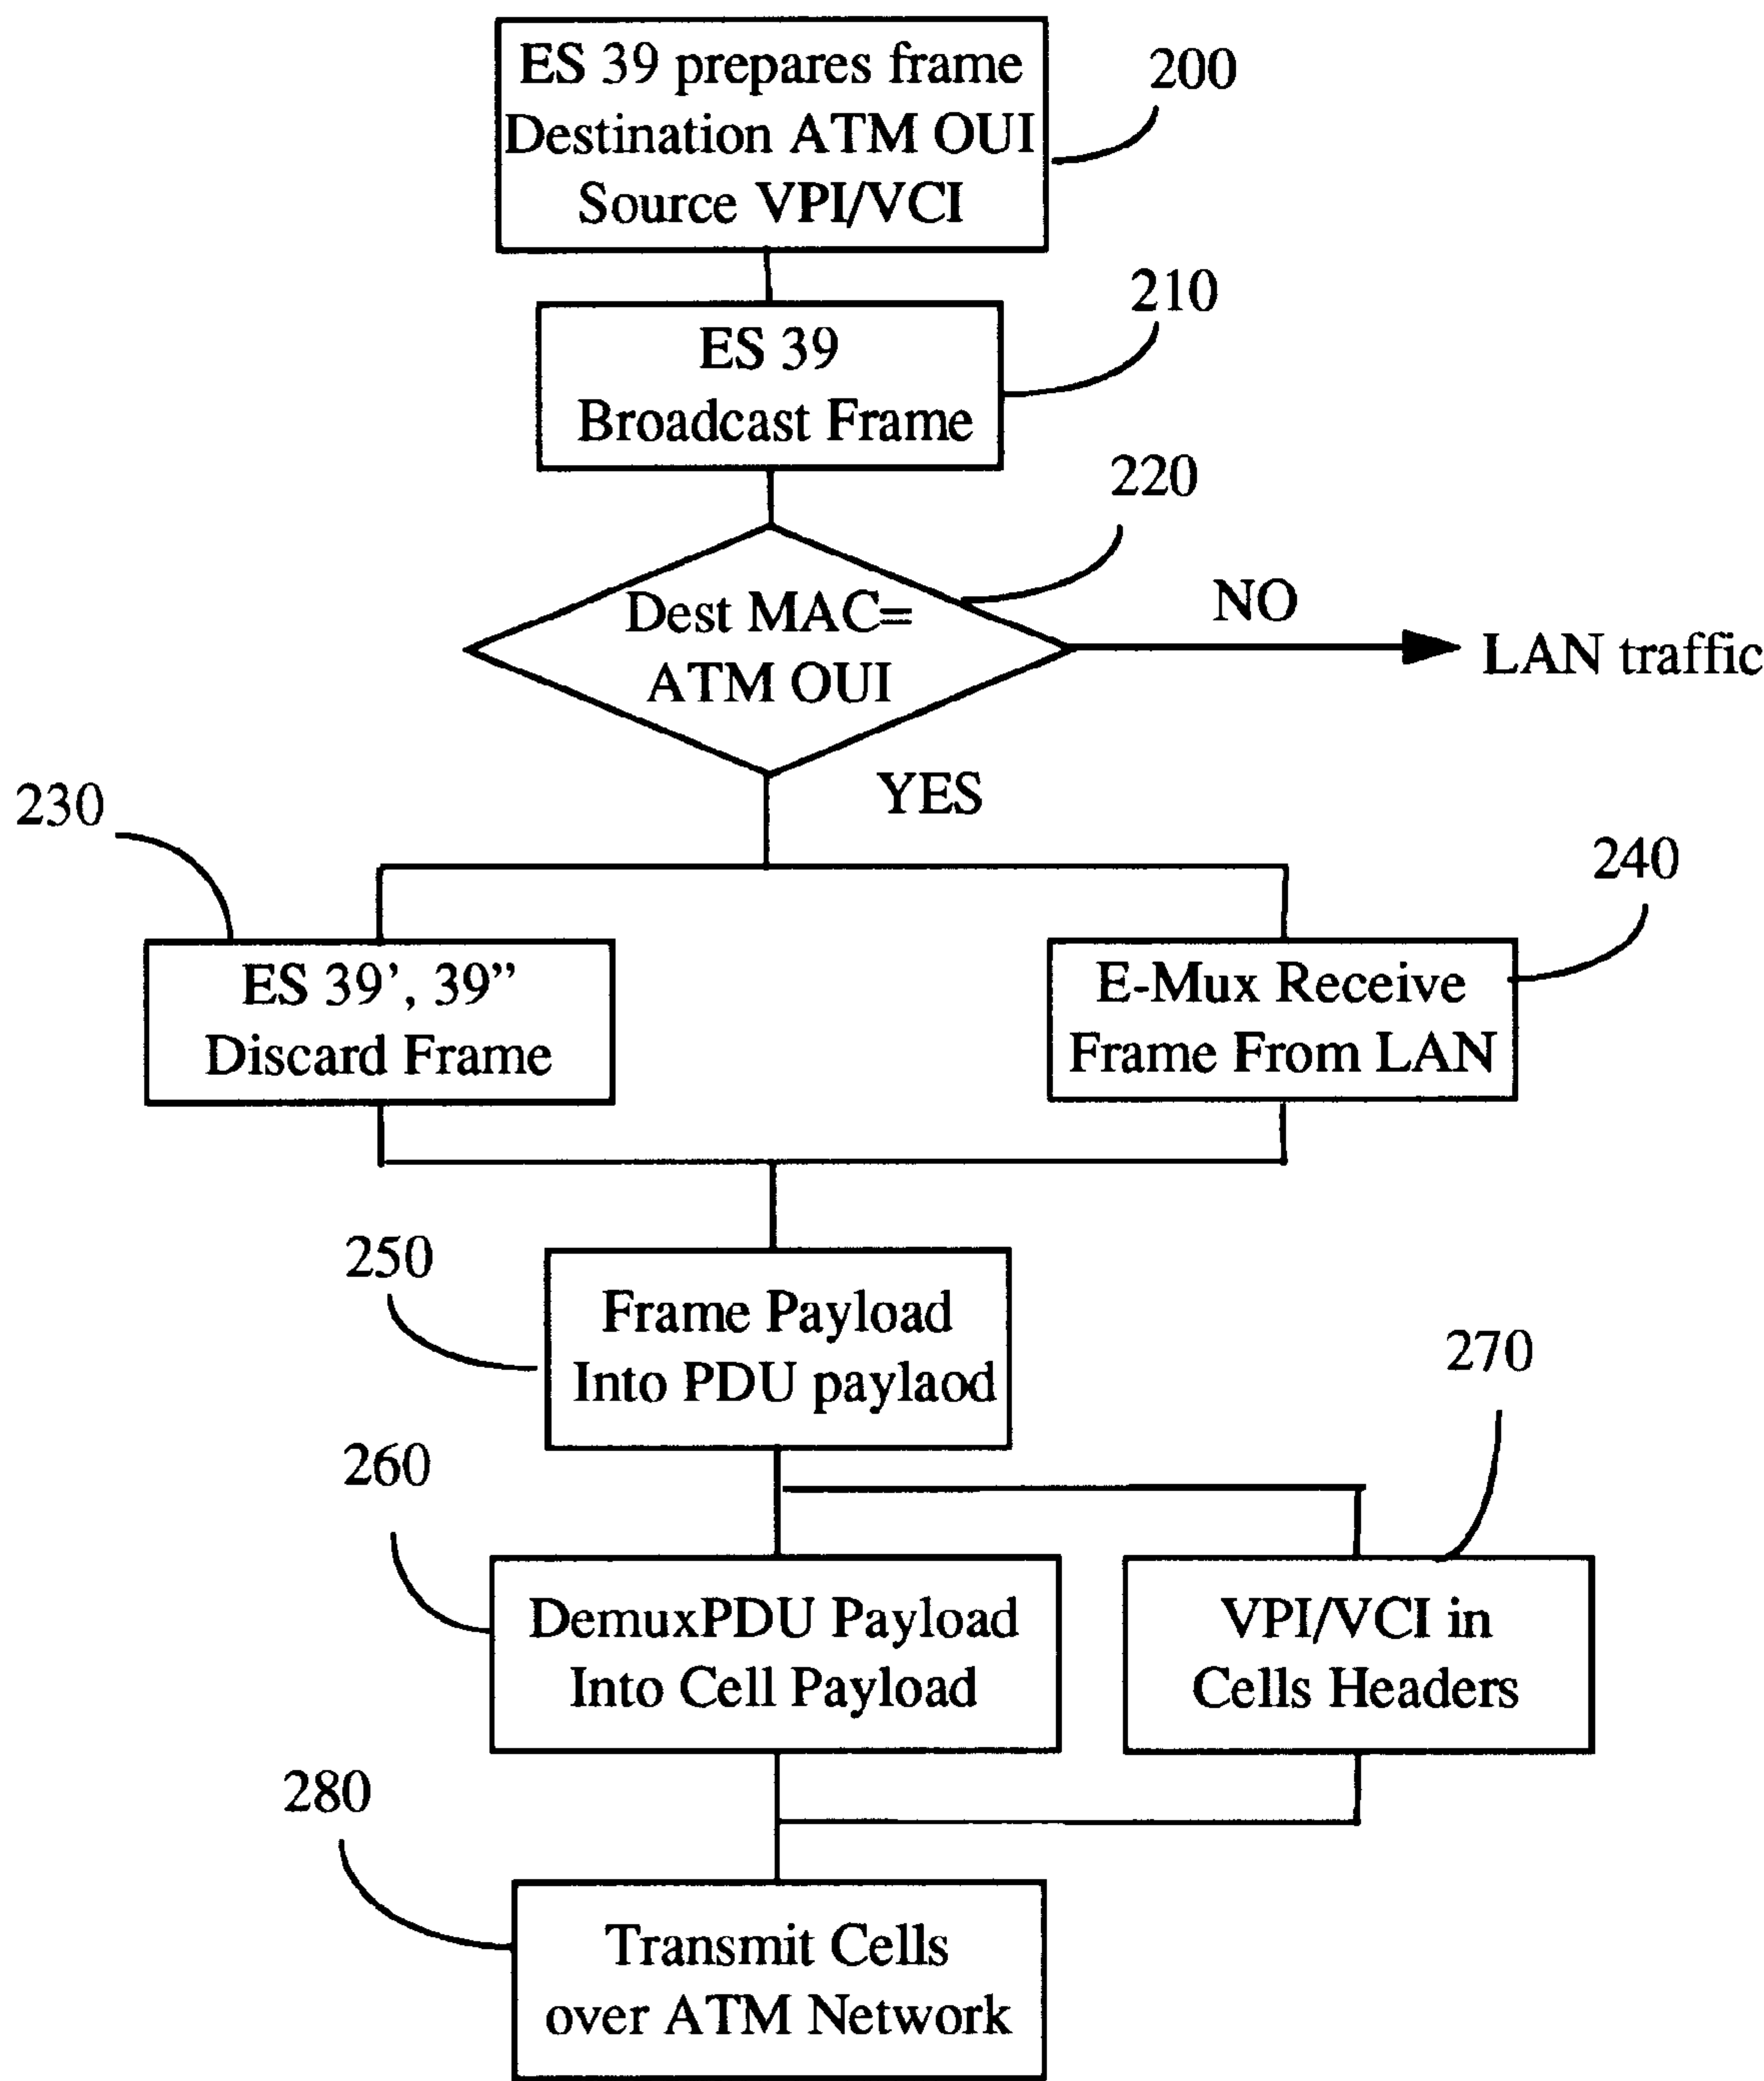 ES 39 prepares frame
Destination ATM OUI
Source VPI/VCI
200
ES 39
Broadcast Frame
210
220
Dest MAC=
ATM OUI
NO
LAN traffic
YES
230
240
ES 39’, 39”
Discard Frame
E-Mux Receive
Frame From LAN
250
Frame Payload
Into PDU paylaod
270
260
DemuxPDU Payload
Into Cell Payload
VPI/VCI in
Cells Headers
280
Transmit Cells
over ATM Network